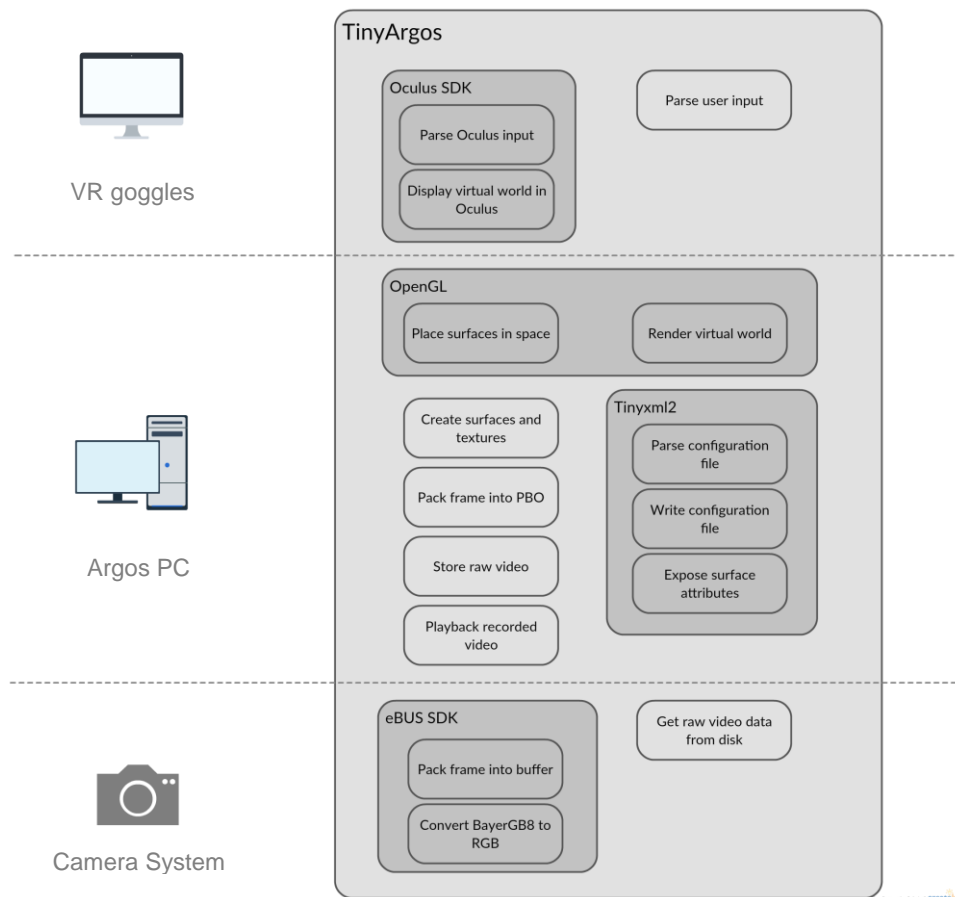 TinyArgos
Oculus SDK
Parse Oculus input
Display virtual world in
Oculus
Parse user input
VR goggles
OpenGL
Place surfaces in space
Render virtual world
Create surfaces and
textures
Pack frame into PBO
Store raw video
Playback recorded
video
Tinyxml2
Parse configuration
file
Write configuration
file
Expose surface
attributes
Argos PC
eBUS SDK
Pack frame into buffer
Convert BayerGB8 to
RGB
Get raw video data
from disk
Camera System